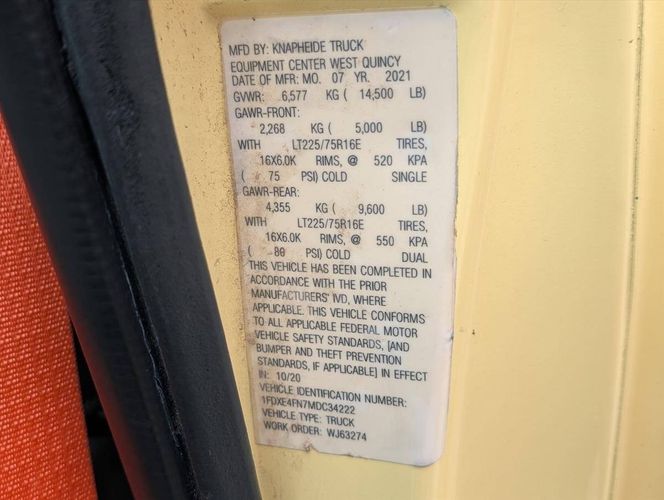 MFD BY: KNAPHEIDE TRUCK
EQUIPMENT CENTER WEST QUINCY
DATE OF MFR: MO. 07 YR. 2021
GVWR: 6,577 KG ( 14,500 LB)
GAWR-FRONT:
2,268 KG ( 5,000 LB)
WITH LT225/75R16E TIRES,
16X6.0K RIMS, @ 520 KPA
( 75 PSI) COLD SINGLE
GAWR-REAR:
4,355 KG ( 9,600 LB)
WITH LT225/75R16E TIRES,
16X6.0K RIMS, @ 550 KPA
( 80 PSI) COLD DUAL
THIS VEHICLE HAS BEEN COMPLETED IN
ACCORDANCE WITH THE PRIOR
MANUFACTURERS' IVD, WHERE
APPLICABLE. THIS VEHICLE CONFORMS
TO ALL APPLICABLE FEDERAL MOTOR
VEHICLE SAFETY STANDARDS, [AND
BUMPER AND THEFT PREVENTION
STANDARDS, IF APPLICABLE] IN EFFECT
IN: 10/20
VEHICLE IDENTIFICATION NUMBER:
1FDXE4FN7MDC34222
VEHICLE TYPE: TRUCK
WORK ORDER: WJ63274